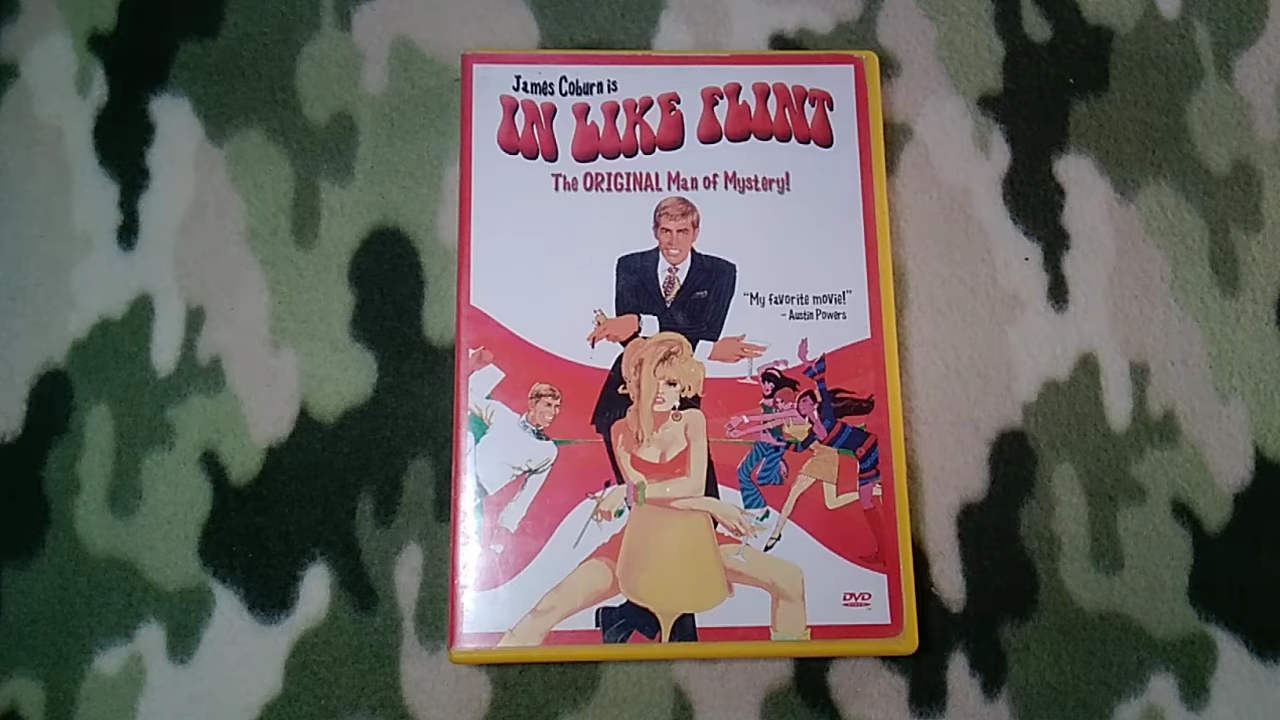 James Coburn is
IN LIKE FLINT
The ORIGINAL Man of Mystery!
"My favorite movie!"
- Austin Powers
DVD